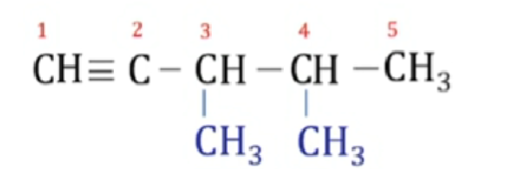 1 2 3 4 5
CH≡ C − CH − CH − CH₃
CH₃ CH₃